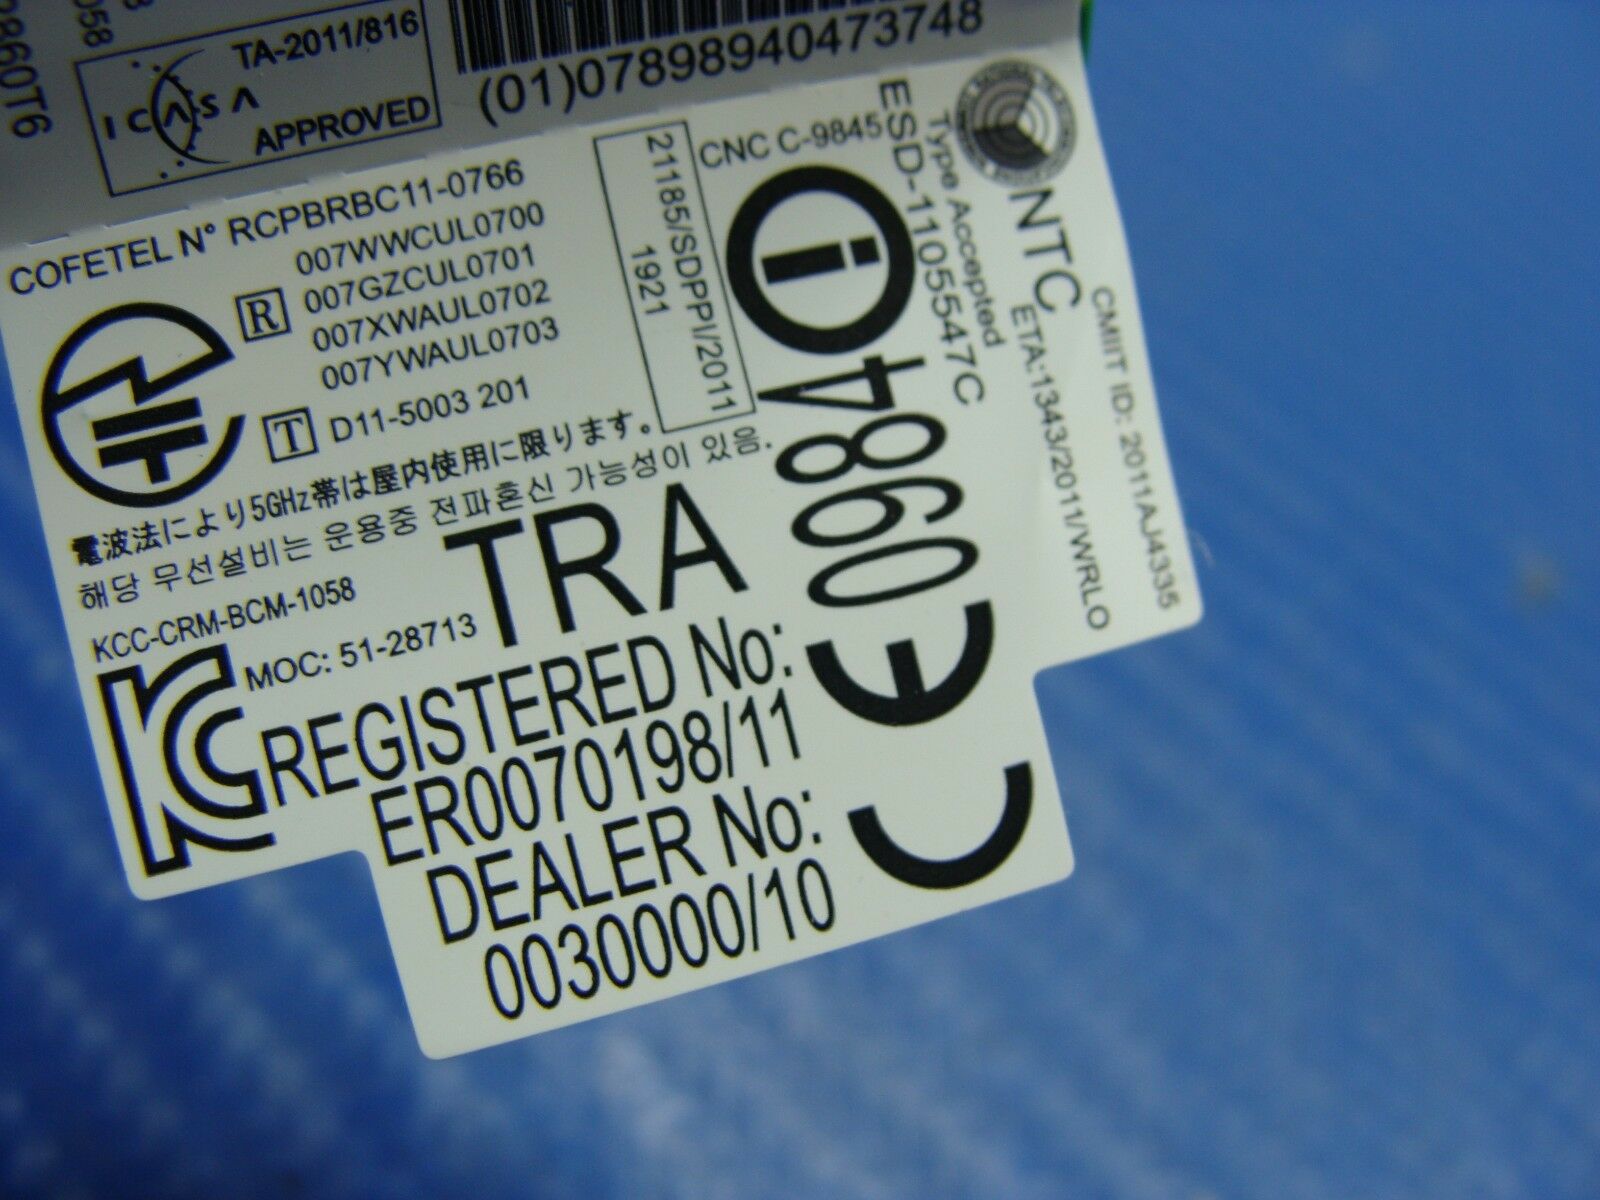 058
860T6
ICASA
TA-2011/816
APPROVED
(01)07898940473748
COFETEL N° RCPBRBC11-0766
R
007WWCUL0700
007GZCUL0701
007XWAUL0702
007YWAUL0703
T D11-5003 201
21185/SDPPI/2011
1921
CNC C-9845
ESD-1105547C
Type Accepted
NTC
ETA:1343/2011/WRLO
CMIIT ID: 2011AJ4335
電波法により5GHz帯は屋内使用に限ります。
해당 무선설비는 운용중 전파혼신 가능성이 있음.
KCC-CRM-BCM-1058
MOC: 51-28713
TRA
REGISTERED No:
ER0070198/11
DEALER No:
0030000/10
CE0984